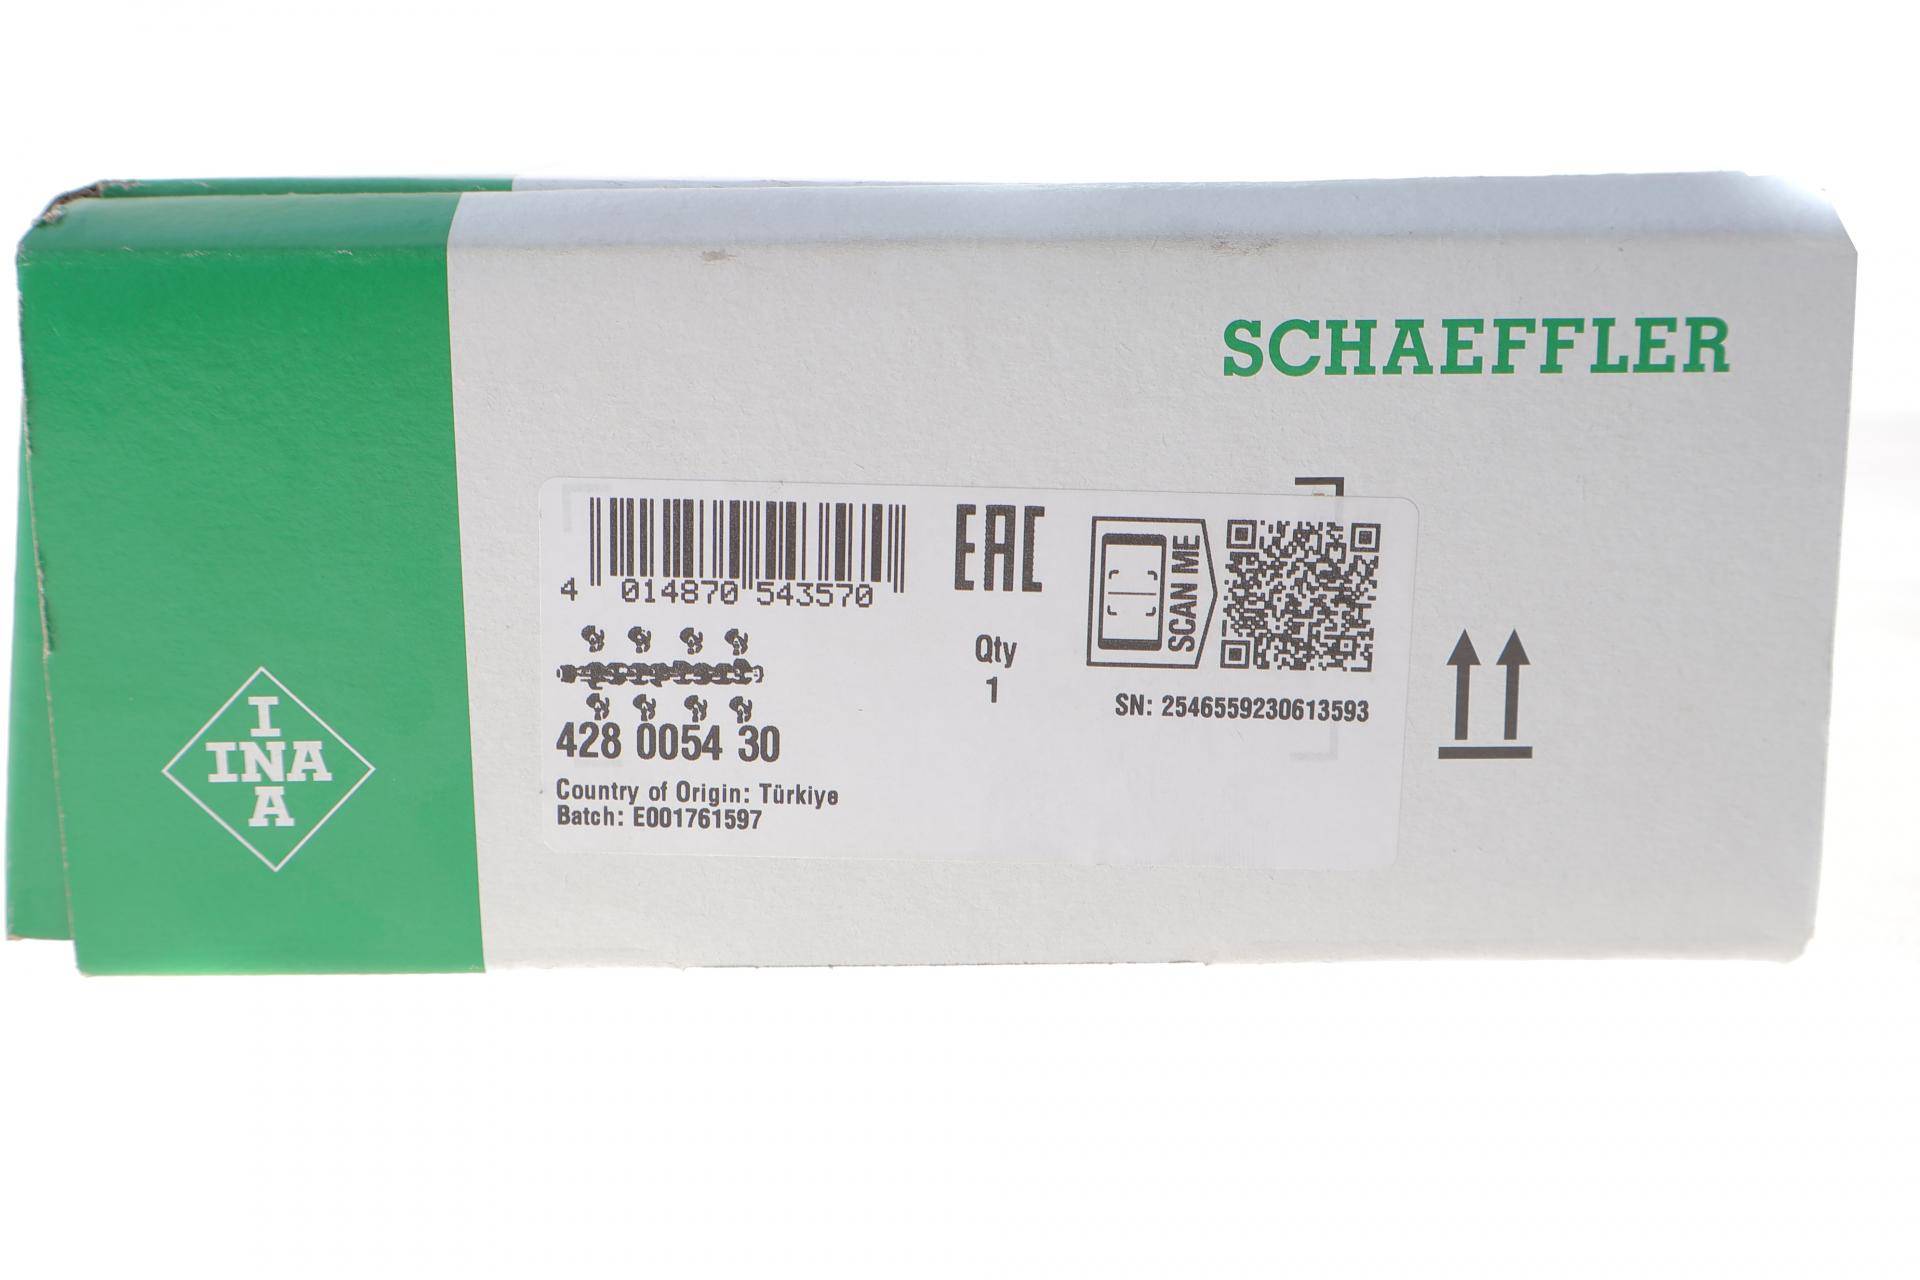 SCHAEFFLER
4 014870 543570
EAC
SCAN ME
Qty
1
SN: 2546559230613593
428 0054 30
Country of Origin: Türkiye
Batch: E001761597
I
INA
A